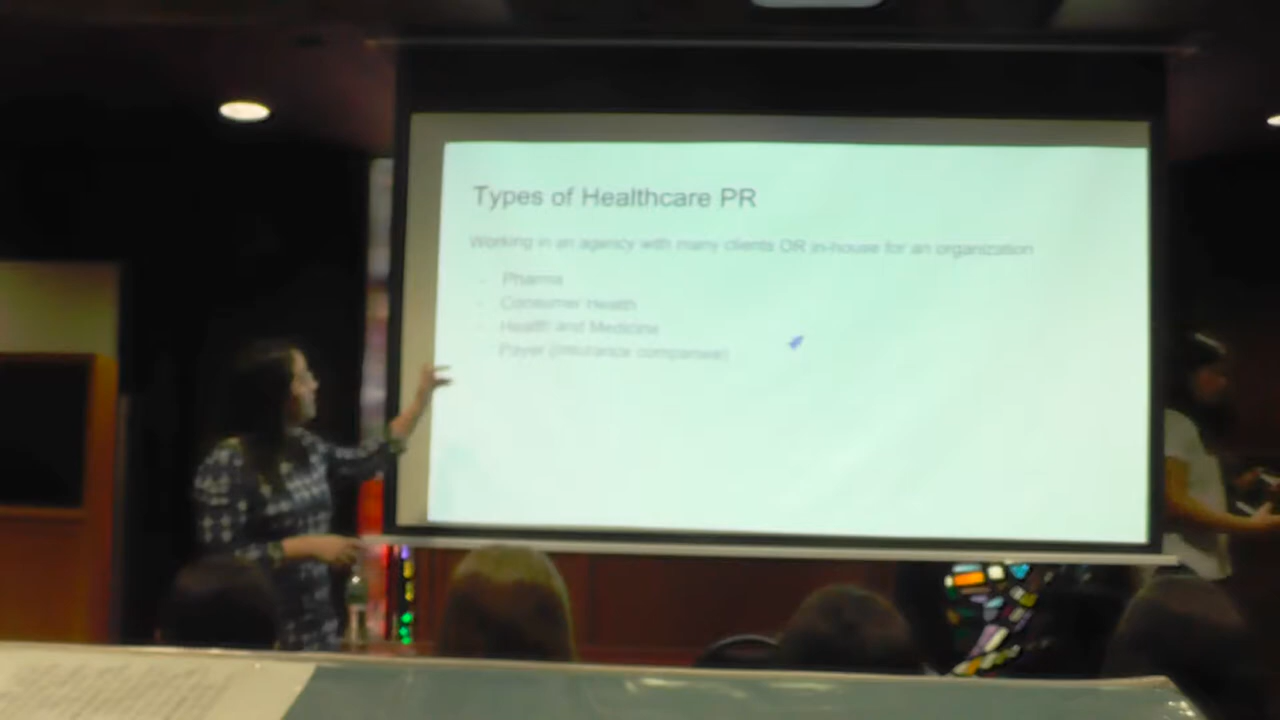 Types of Healthcare PR
Working in an agency with many clients OR in-house for an organization
- Pharma
- Consumer Health
- Health and Medicine
- Payer (insurance companies)